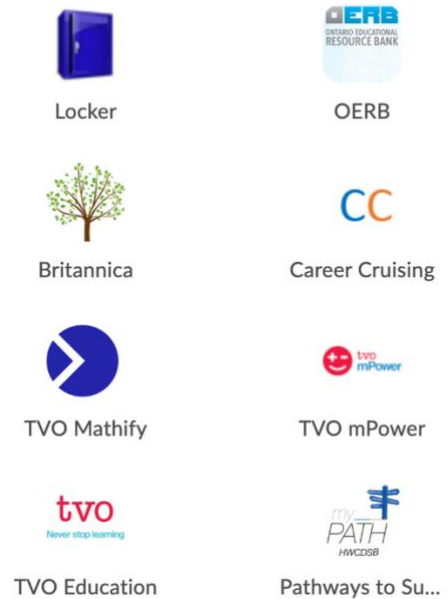 OERB
ONTARIO EDUCATIONAL
RESOURCE BANK
Locker
OERB
CC
Britannica
Career Cruising
tvo
mPower
TVO Mathify
TVO mPower
tvo
Never stop learning
my
PATH
HWCDSB
TVO Education
Pathways to Su...